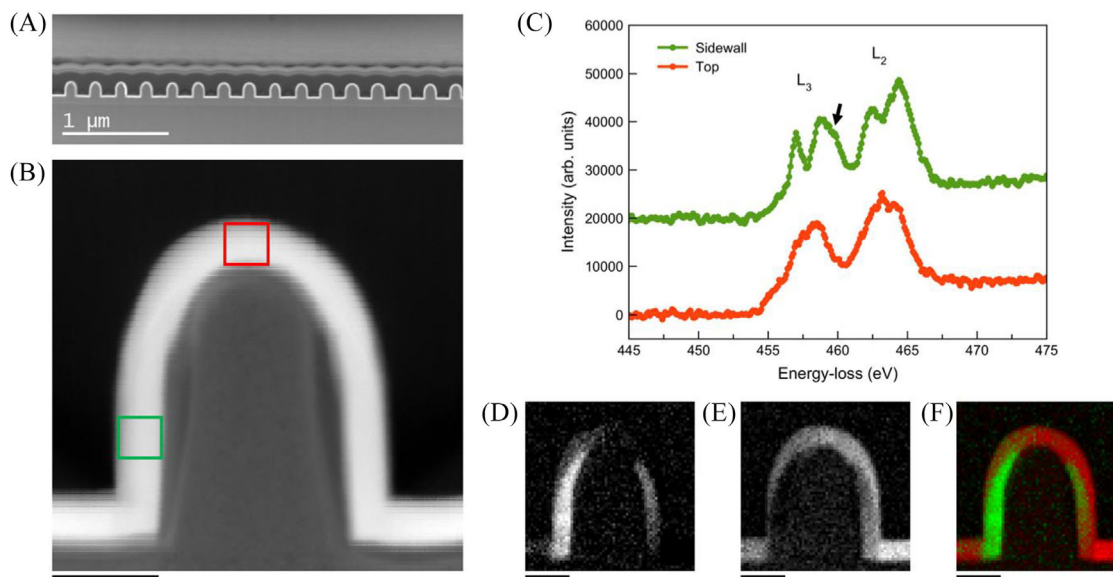 (A)
1 μm
(B)
(C)
60000
50000
40000
30000
20000
10000
0
Intensity (arb. units)
Sidewall
Top
L3
L2
445
450
455
460
465
470
475
Energy-loss (eV)
(D)
(E)
(F)